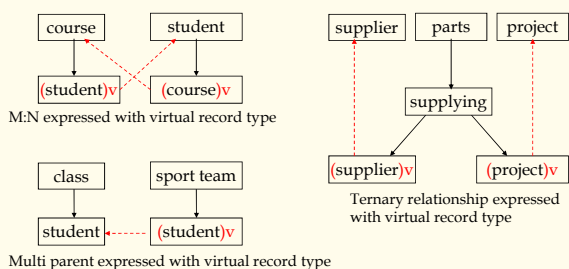 course
student
(student)v
(course)v
M:N expressed with virtual record type
class
sport team
student
(student)v
Multi parent expressed with virtual record type
supplier
parts
project
supplying
(supplier)v
(project)v
Ternary relationship expressed
with virtual record type